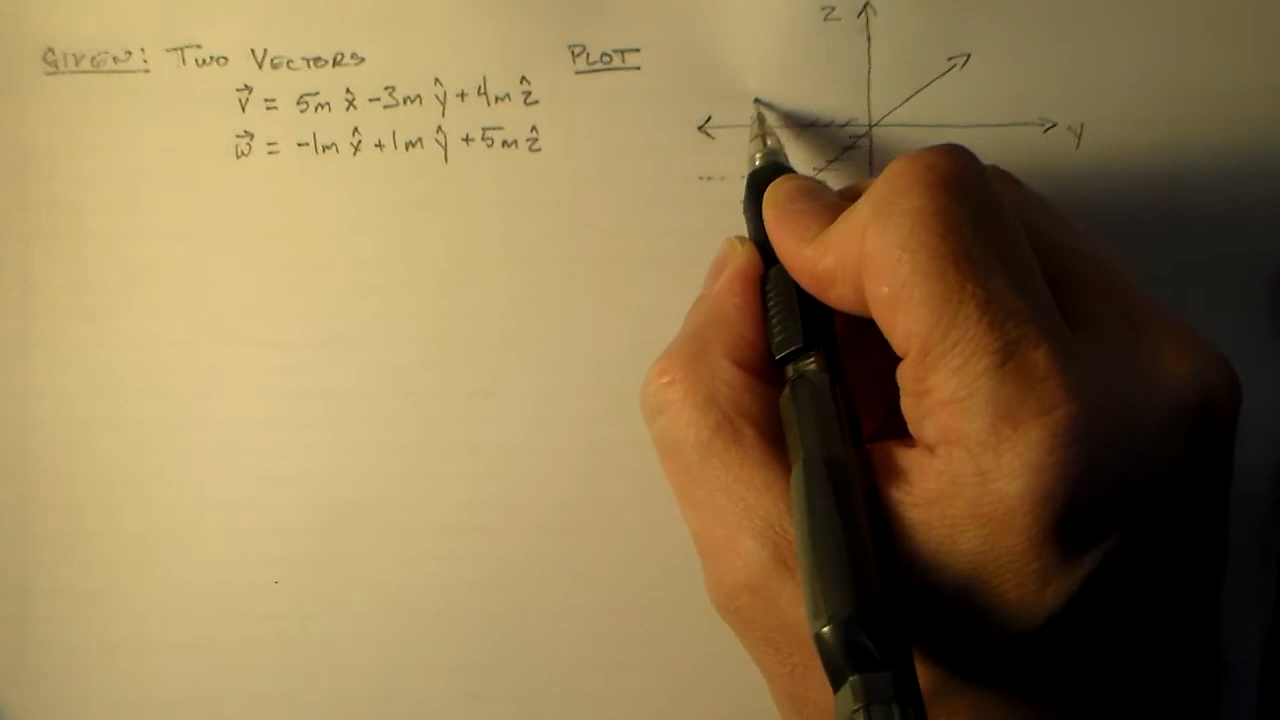 GIVEN: TWO VECTORS
v⃗ = 5m x̂ - 3m ŷ + 4m ẑ
w⃗ = -1m x̂ + 1m ŷ + 5m ẑ
PLOT
z
y